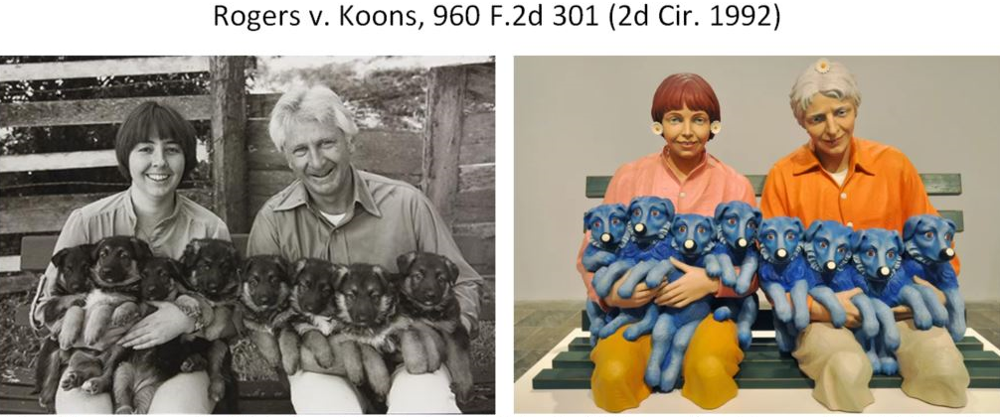 Rogers v. Koons, 960 F.2d 301 (2d Cir. 1992)